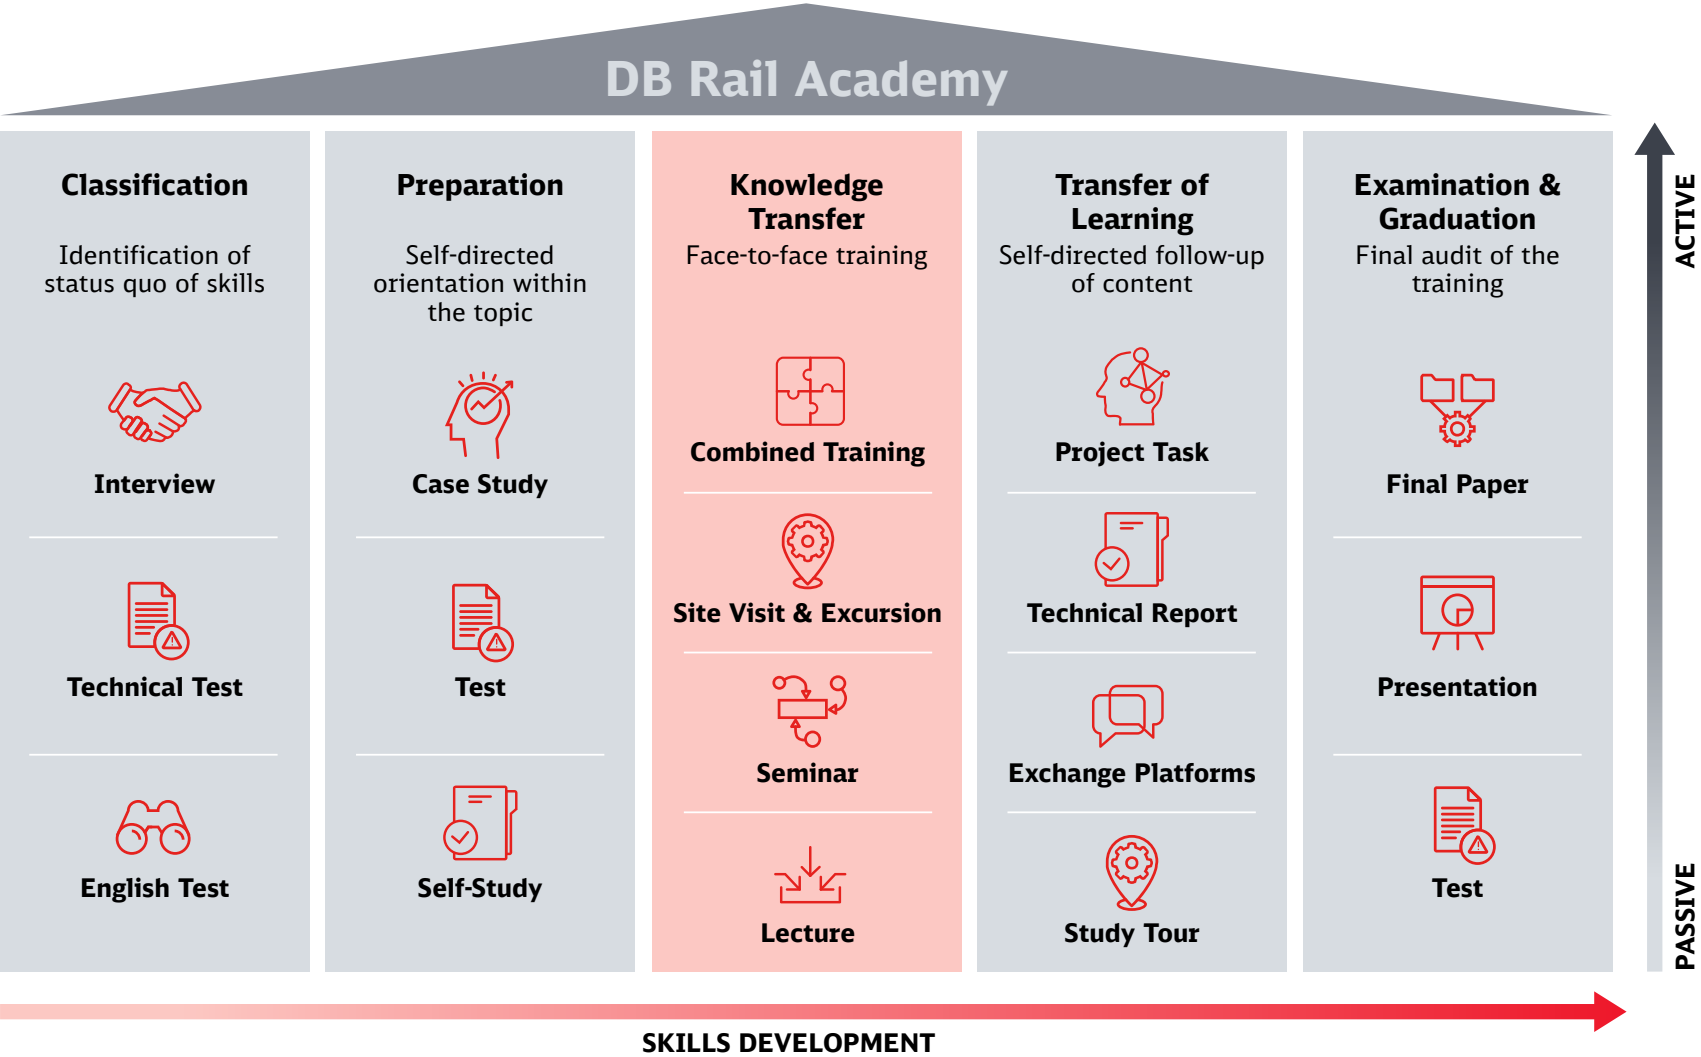 DB Rail Academy
Classification
Identification of
status quo of skills
Interview
Technical Test
English Test
Preparation
Self-directed
orientation within
the topic
Case Study
Test
Self-Study
Knowledge
Transfer
Face-to-face training
Combined Training
Site Visit & Excursion
Seminar
Lecture
Transfer of
Learning
Self-directed follow-up
of content
Project Task
Technical Report
Exchange Platforms
Study Tour
Examination &
Graduation
Final audit of the
training
Final Paper
Presentation
Test
ACTIVE
PASSIVE
SKILLS DEVELOPMENT